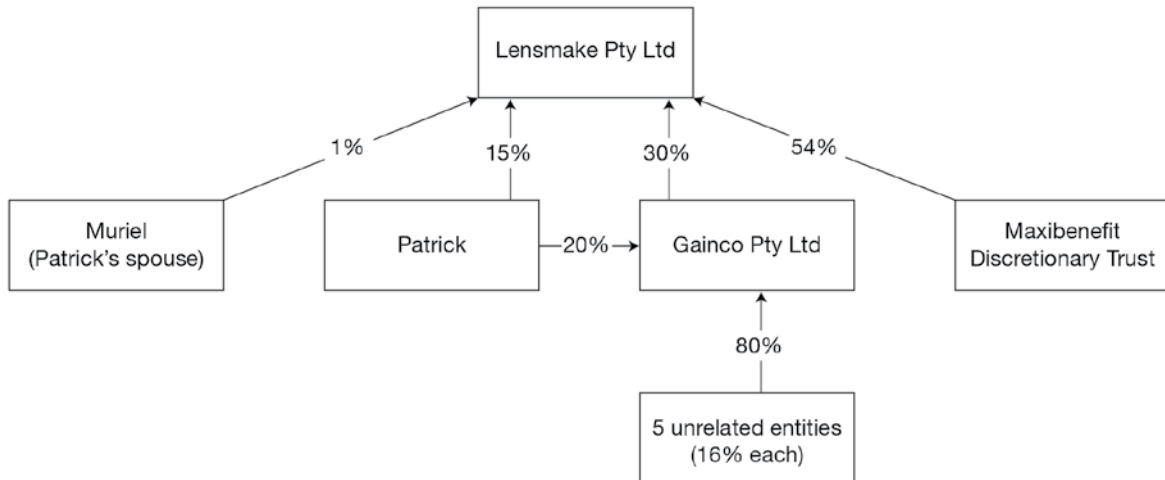 Lensmake Pty Ltd
1%
15%
30%
54%
Muriel
(Patrick's spouse)
Patrick
20%
Gainco Pty Ltd
Maxibenefit
Discretionary Trust
80%
5 unrelated entities
(16% each)